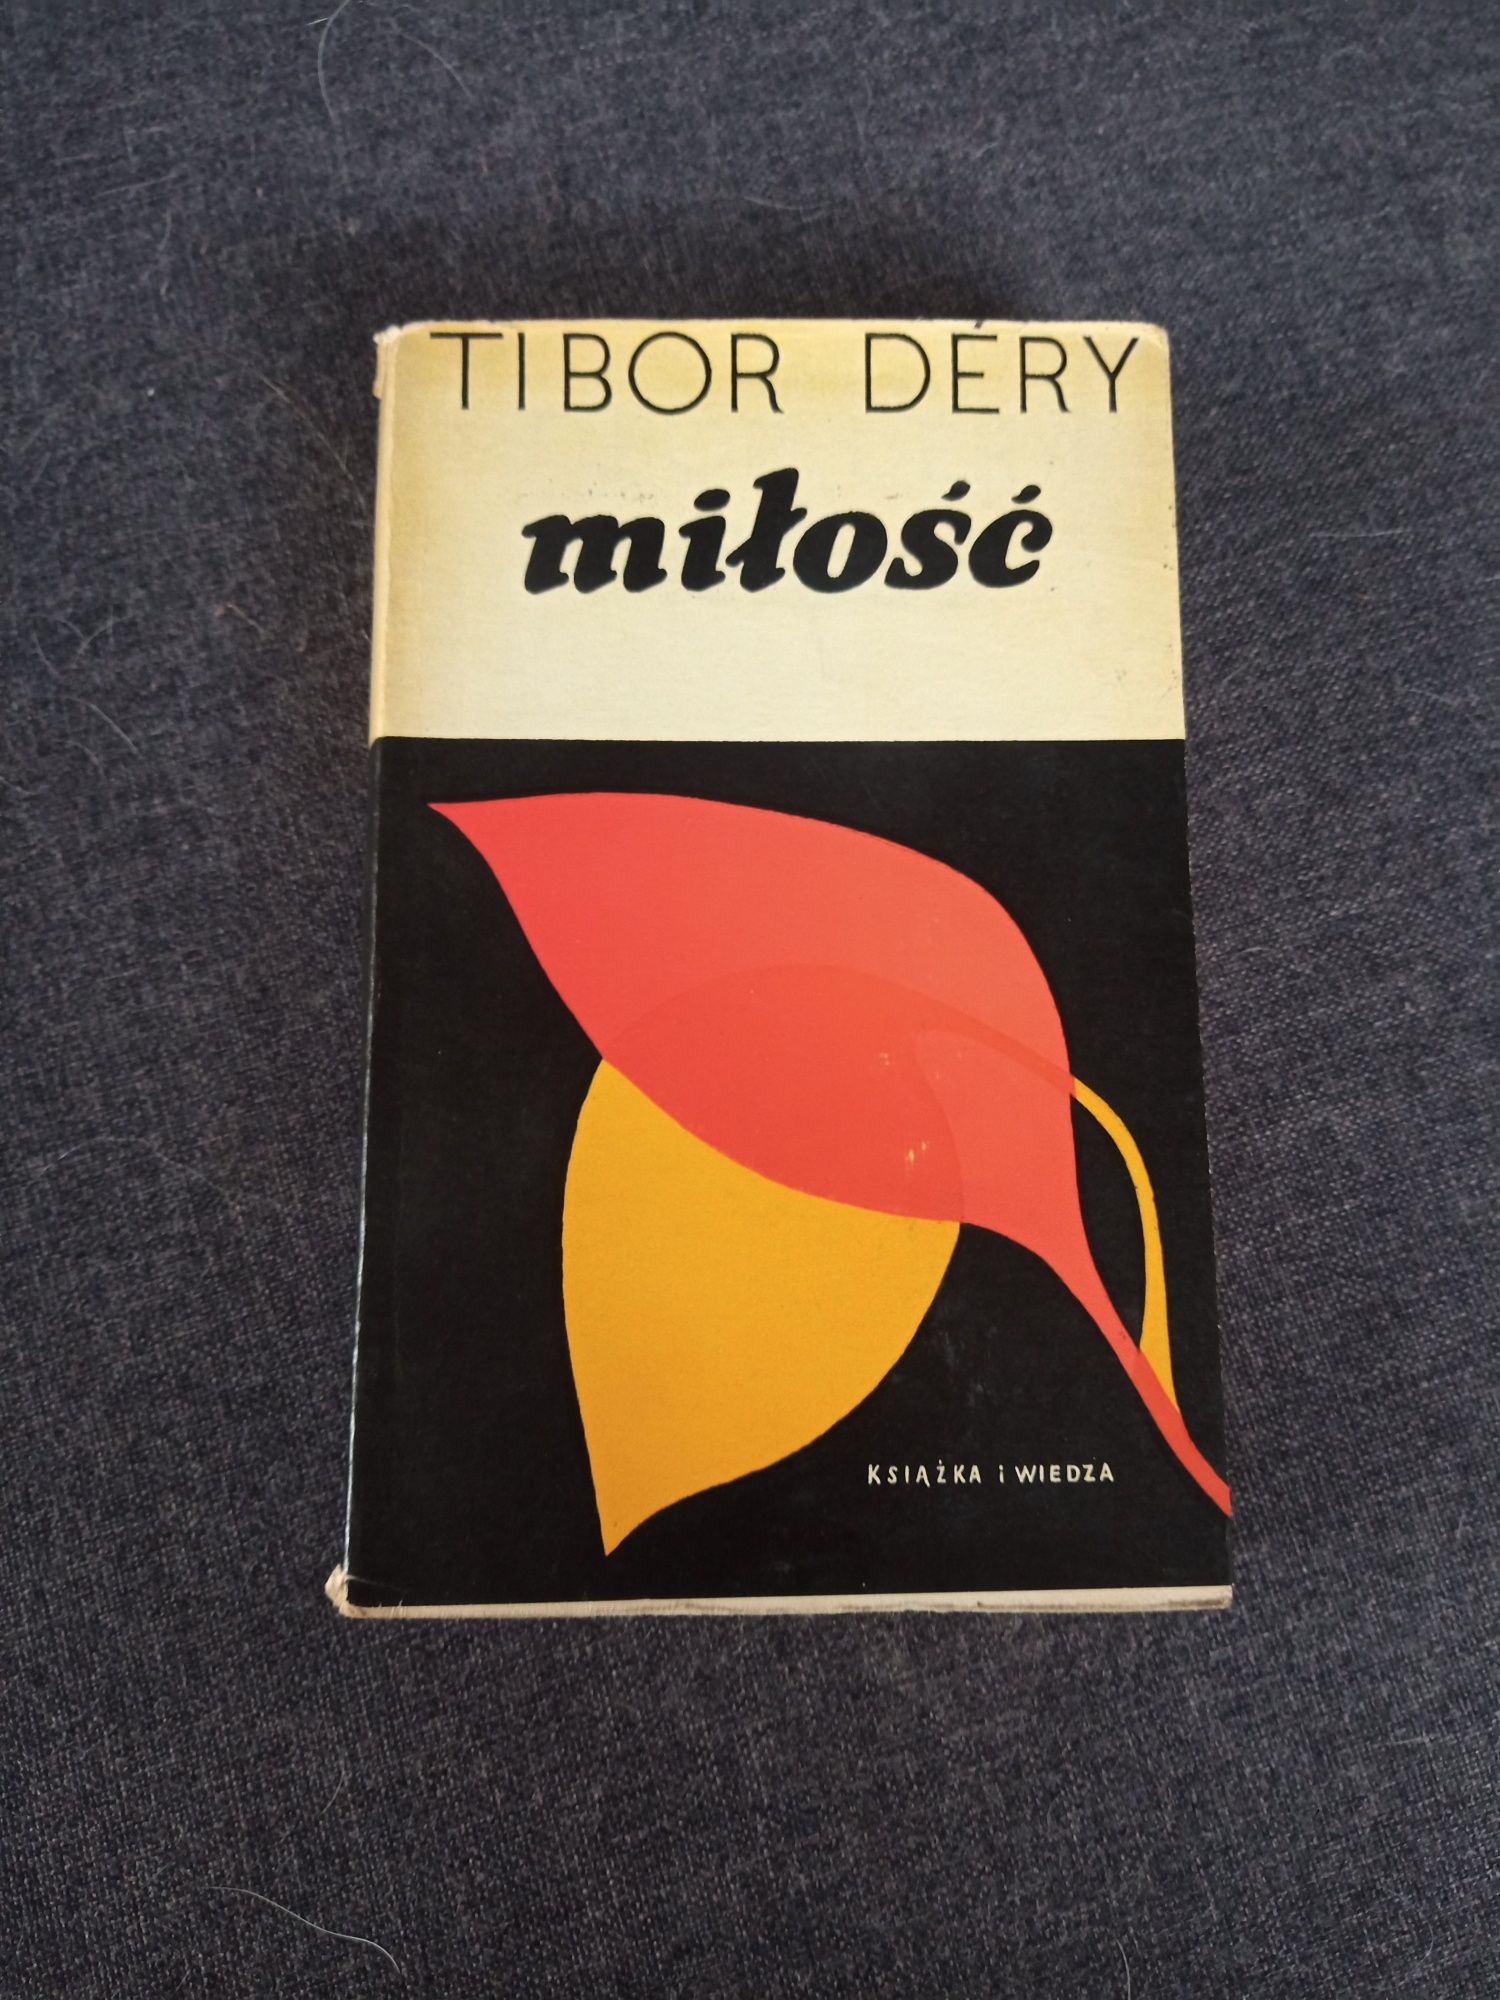 TIBOR DÉRY
miłość
KSIĄŻKA i WIEDZA